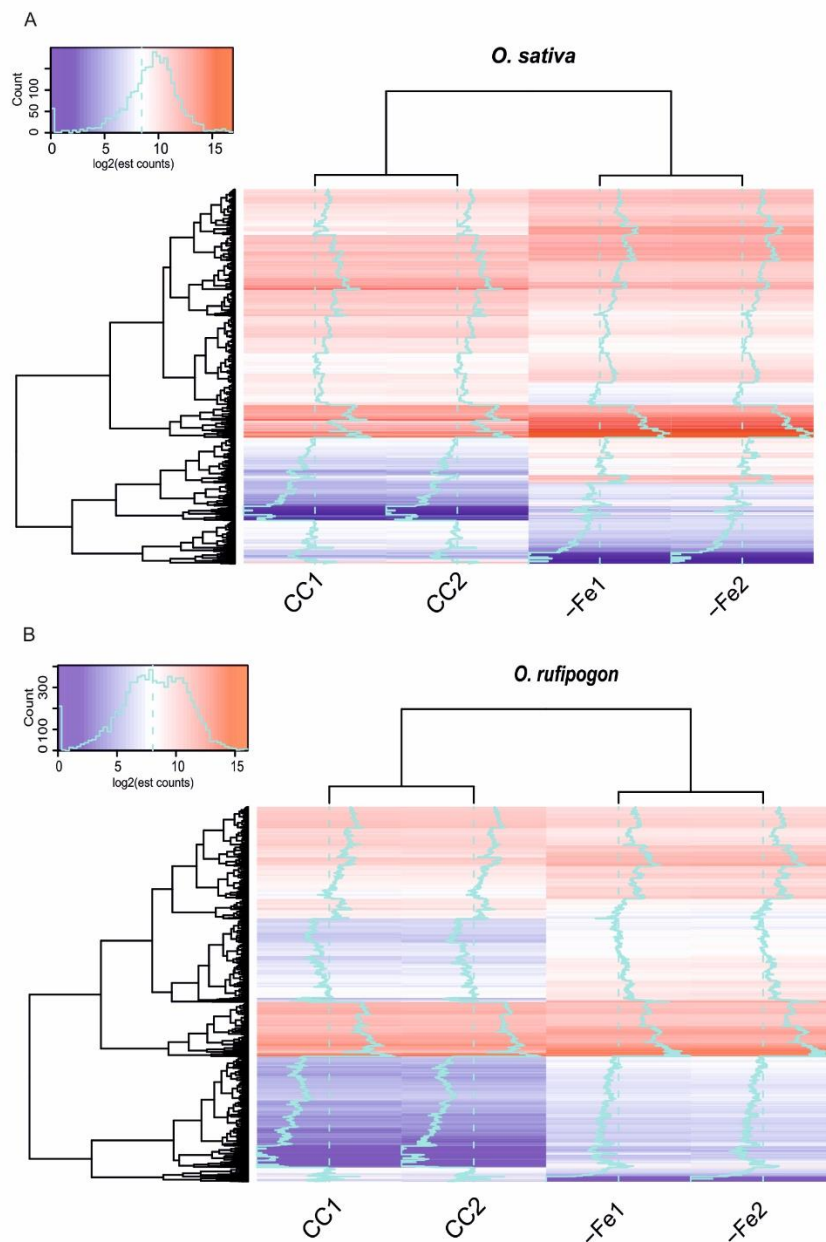 A
O. sativa
Count
0 50 100
0 5 10 15
log2(est counts)
CC1 CC2 –Fe1 –Fe2
B
O. rufipogon
Count
0 100 300
0 5 10 15
log2(est counts)
CC1 CC2 –Fe1 –Fe2